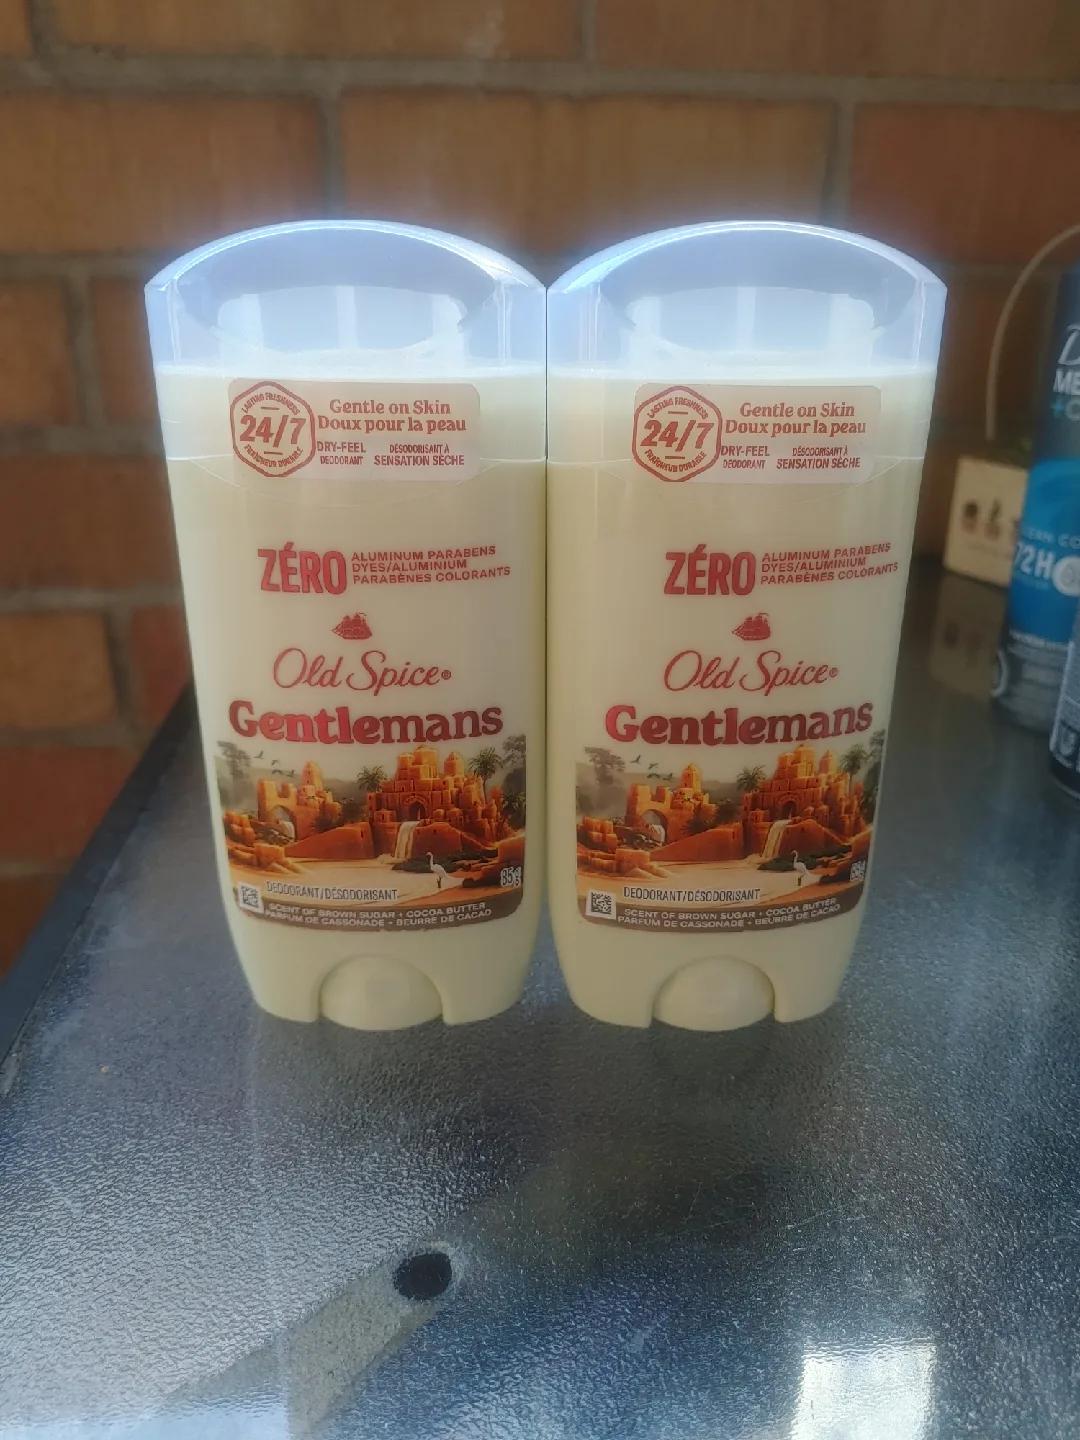 LASTING FRESHNESS
24/7
FRAÎCHEUR DURABLE
Gentle on Skin
Doux pour la peau
DRY-FEEL
DEODORANT
DÉSODORISANT À
SENSATION SÈCHE
ZÉRO
ALUMINUM PARABENS
DYES/ALUMINIUM
PARABÈNES COLORANTS
Old Spice®
Gentlemans
85 g
DEODORANT/DÉSODORISANT
SCENT OF BROWN SUGAR + COCOA BUTTER
PARFUM DE CASSONADE + BEURRE DE CACAO
LASTING FRESHNESS
24/7
FRAÎCHEUR DURABLE
Gentle on Skin
Doux pour la peau
DRY-FEEL
DEODORANT
DÉSODORISANT À
SENSATION SÈCHE
ZÉRO
ALUMINUM PARABENS
DYES/ALUMINIUM
PARABÈNES COLORANTS
Old Spice®
Gentlemans
85 g
DEODORANT/DÉSODORISANT
SCENT OF BROWN SUGAR + COCOA BUTTER
PARFUM DE CASSONADE + BEURRE DE CACAO
ME
72H